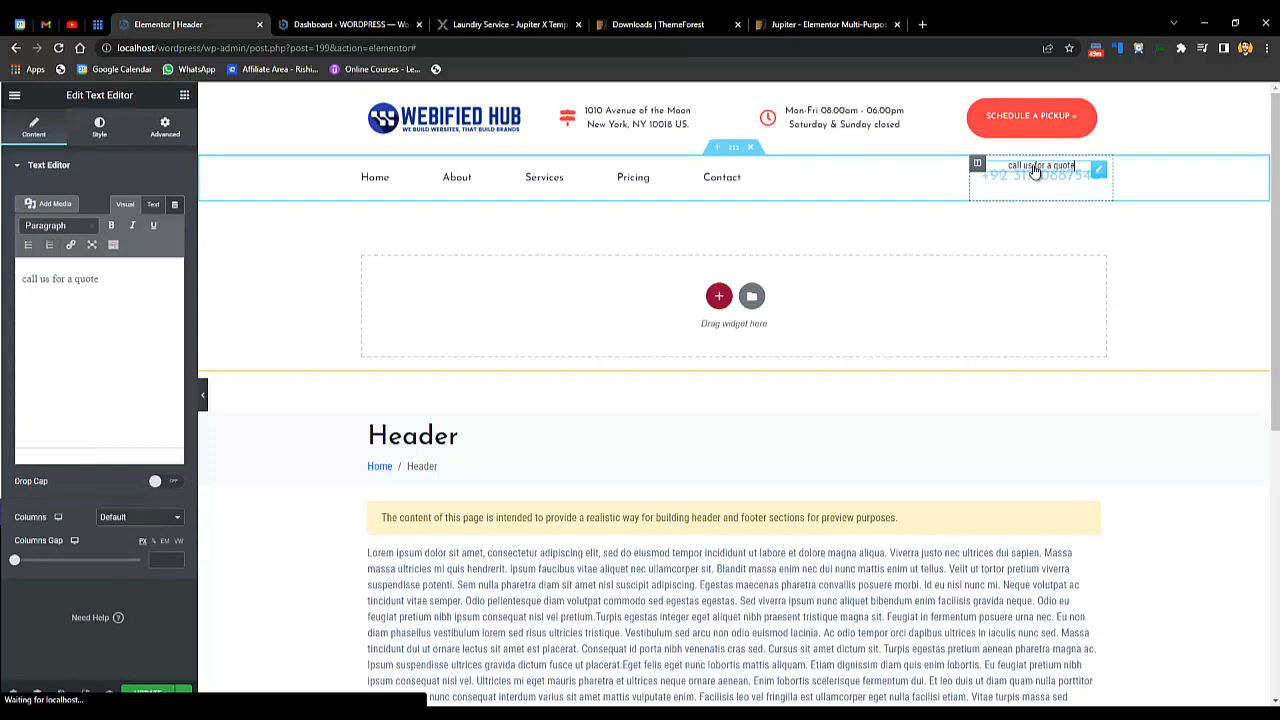 Elementor | Header
Dashboard ‹ WORDPRESS — Wo
Laundry Service - Jupiter X Temp
Downloads | ThemeForest
Jupiter - Elementor Multi-Purpos
localhost/wordpress/wp-admin/post.php?post=199&action=elementor#
49m
Apps
Google Calendar
WhatsApp
Affiliate Area - Rishi...
Online Courses - Le...
Edit Text Editor
Content
Style
Advanced
Text Editor
Add Media
Visual
Text
Paragraph
B I U
call us for a quote
Drop Cap
OFF
Columns
Default
Columns Gap
PX % EM VW
Need Help
UPDATE
Waiting for localhost...
WEBIFIED HUB
WE BUILD WEBSITES, THAT BUILD BRANDS
1010 Avenue of the Moon
New York, NY 10018 US.
Mon-Fri 08.00am - 06.00pm
Saturday & Sunday closed
SCHEDULE A PICKUP »
Home
About
Services
Pricing
Contact
call us for a quote
+92
Drag widget here
Header
Home / Header
The content of this page is intended to provide a realistic way for building header and footer sections for preview purposes.
Lorem ipsum dolor sit amet, consectetur adipiscing elit, sed do eiusmod tempor incididunt ut labore et dolore magna aliqua. Viverra justo nec ultrices dui sapien. Massa
massa ultricies mi quis hendrerit. Ipsum faucibus vitae aliquet nec ullamcorper sit. Blandit massa enim nec dui nunc mattis enim ut tellus. Velit ut tortor pretium viverra
suspendisse potenti. Sem nulla pharetra diam sit amet nisl suscipit adipiscing. Egestas maecenas pharetra convallis posuere morbi. Id eu nisl nunc mi. Neque volutpat ac
tincidunt vitae semper. Odio pellentesque diam volutpat commodo sed egestas egestas. Sed viverra ipsum nunc aliquet bibendum enim facilisis gravida neque. Odio eu
feugiat pretium nibh ipsum consequat nisl vel pretium.Turpis egestas integer eget aliquet nibh praesent tristique magna sit. Feugiat in fermentum posuere urna nec. Eu non
diam phasellus vestibulum lorem sed risus ultricies tristique. Vestibulum sed arcu non odio euismod lacinia. Ac odio tempor orci dapibus ultrices in iaculis nunc sed. Massa
tincidunt dui ut ornare lectus sit amet est placerat. Consequat id porta nibh venenatis cras sed. Cursus sit amet dictum sit. Turpis egestas pretium aenean pharetra magna ac.
Ipsum suspendisse ultrices gravida dictum fusce ut placerat.Eget felis eget nunc lobortis mattis aliquam. Etiam dignissim diam quis enim lobortis. Eu feugiat pretium nibh
ipsum consequat nisl vel. Ultricies mi eget mauris pharetra et ultrices neque ornare aenean. Enim lobortis scelerisque fermentum dui. Et leo duis ut diam quam nulla porttitor
nunc consequat interdum varius sit amet mattis vulputate enim. Facilisis leo vel fringilla est ullamcorper eget nulla facilisi etiam. Vitae turpis massa sed